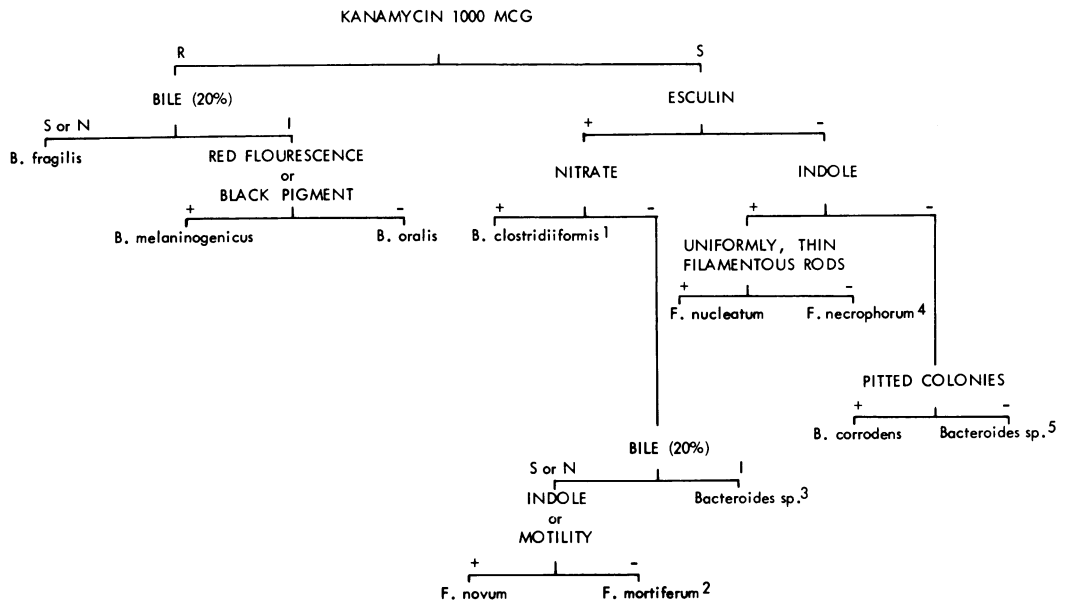 KANAMYCIN 1000 MCG
R S
BILE (20%) ESCULIN
S or N I + -
B. fragilis RED FLOURESCENCE
or
BLACK PIGMENT
NITRATE INDOLE
+ - + - + -
B. melaninogenicus B. oralis B. clostridiiformis 1
UNIFORMLY, THIN
FILAMENTOUS RODS
+ -
F. nucleatum F. necrophorum 4
PITTED COLONIES
+ -
B. corrodens Bacteroides sp. 5
BILE (20%)
S or N I
INDOLE Bacteroides sp. 3
or
MOTILITY
+ -
F. novum F. mortiferum 2